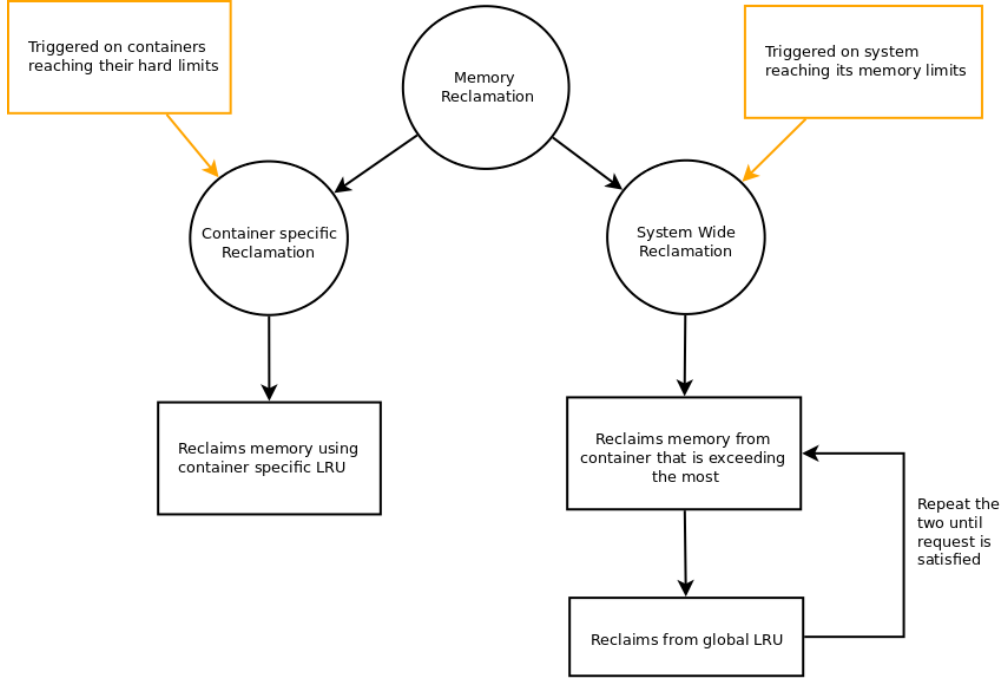 Triggered on containers
reaching their hard limits
Memory
Reclamation
Triggered on system
reaching its memory limits
Container specific
Reclamation
System Wide
Reclamation
Reclaims memory using
container specific LRU
Reclaims memory from
container that is exceeding
the most
Repeat the
two until
request is
satisfied
Reclaims from global LRU